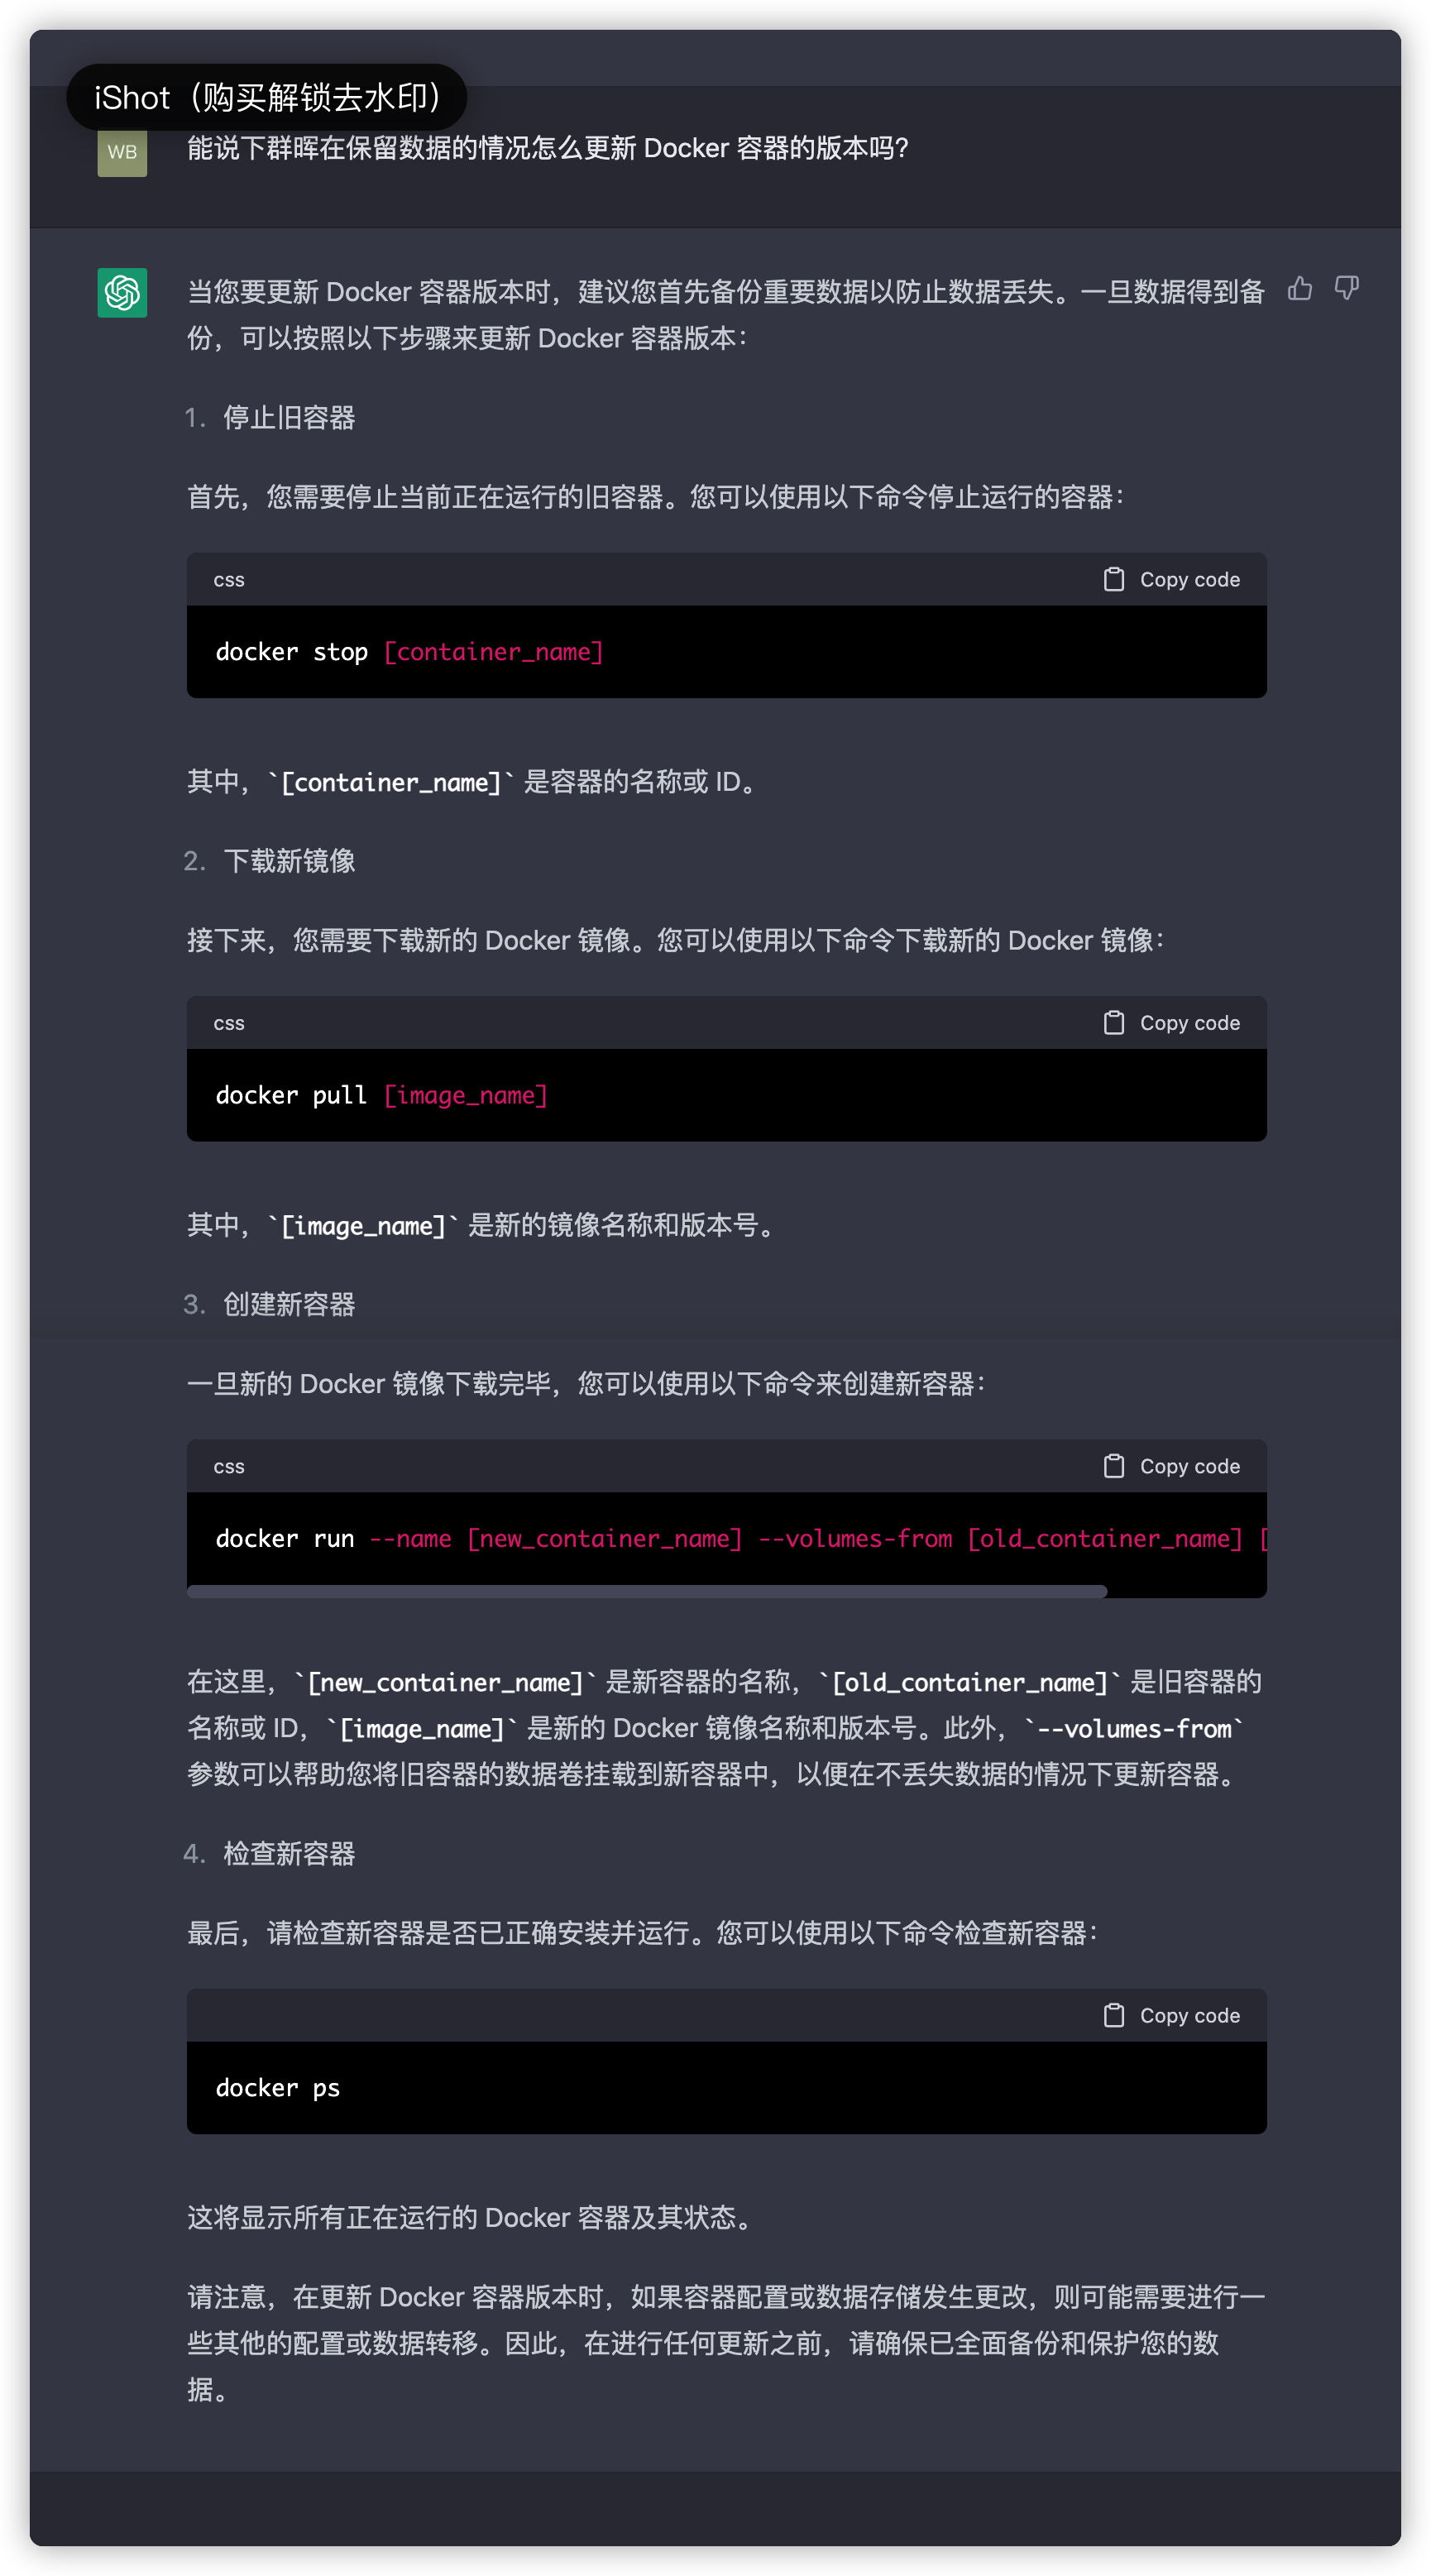 iShot（购买解锁去水印）
WB
能说下群晖在保留数据的情况怎么更新 Docker 容器的版本吗?
当您要更新 Docker 容器版本时，建议您首先备份重要数据以防止数据丢失。一旦数据得到备
份，可以按照以下步骤来更新 Docker 容器版本：
1. 停止旧容器
首先，您需要停止当前正在运行的旧容器。您可以使用以下命令停止运行的容器：
css
Copy code
docker stop [container_name]
其中，`[container_name]` 是容器的名称或 ID。
2. 下载新镜像
接下来，您需要下载新的 Docker 镜像。您可以使用以下命令下载新的 Docker 镜像：
css
Copy code
docker pull [image_name]
其中，`[image_name]` 是新的镜像名称和版本号。
3. 创建新容器
一旦新的 Docker 镜像下载完毕，您可以使用以下命令来创建新容器：
css
Copy code
docker run --name [new_container_name] --volumes-from [old_container_name] [
在这里，`[new_container_name]` 是新容器的名称，`[old_container_name]` 是旧容器的
名称或 ID，`[image_name]` 是新的 Docker 镜像名称和版本号。此外，`--volumes-from`
参数可以帮助您将旧容器的数据卷挂载到新容器中，以便在不丢失数据的情况下更新容器。
4. 检查新容器
最后，请检查新容器是否已正确安装并运行。您可以使用以下命令检查新容器：
Copy code
docker ps
这将显示所有正在运行的 Docker 容器及其状态。
请注意，在更新 Docker 容器版本时，如果容器配置或数据存储发生更改，则可能需要进行一
些其他的配置或数据转移。因此，在进行任何更新之前，请确保已全面备份和保护您的数
据。